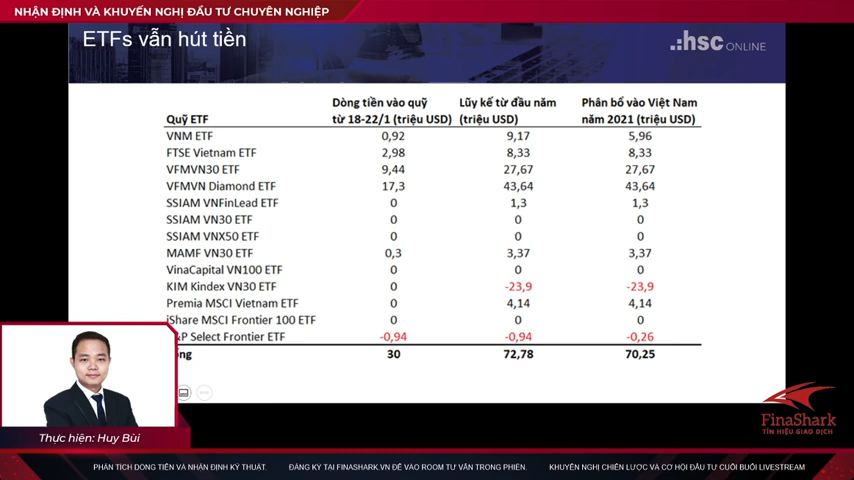 NHẬN ĐỊNH VÀ KHUYẾN NGHỊ ĐẦU TƯ CHUYÊN NGHIỆP
ETFs vẫn hút tiền
.:hsc ONLINE
Quỹ ETF Dòng tiền vào quỹ từ 18-22/1 (triệu USD) Lũy kế từ đầu năm (triệu USD) Phân bổ vào Việt Nam năm 2021 (triệu USD)
VNM ETF 0,92 9,17 5,96
FTSE Vietnam ETF 2,98 8,33 8,33
VFMVN30 ETF 9,44 27,67 27,67
VFMVN Diamond ETF 17,3 43,64 43,64
SSIAM VNFinLead ETF 0 1,3 1,3
SSIAM VN30 ETF 0 0 0
SSIAM VNX50 ETF 0 0 0
MAMF VN30 ETF 0,3 3,37 3,37
VinaCapital VN100 ETF 0 0 0
KIM Kindex VN30 ETF 0 -23,9 -23,9
Premia MSCI Vietnam ETF 0 4,14 4,14
iShare MSCI Frontier 100 ETF 0 0 0
&P Select Frontier ETF -0,94 -0,94 -0,26
30 72,78 70,25
Thực hiện: Huy Bùi
FinaShark
TÍN HIỆU GIAO DỊCH
PHÂN TÍCH DÒNG TIỀN VÀ NHẬN ĐỊNH KỸ THUẬT. ĐĂNG KÝ TẠI FINASHARK.VN ĐỂ VÀO ROOM TƯ VẤN TRONG PHIÊN. KHUYẾN NGHỊ CHIẾN LƯỢC VÀ CƠ HỘI ĐẦU TƯ CUỐI BUỔI LIVESTREAM